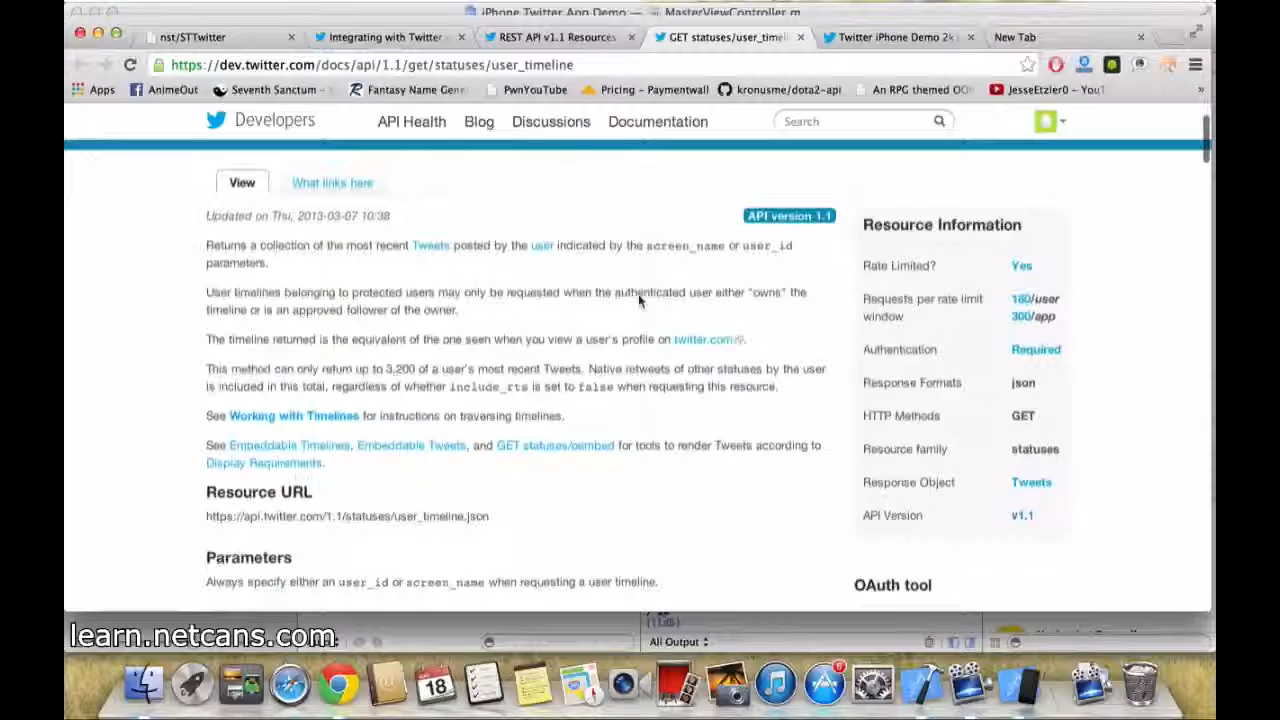 iPhone Twitter App Demo — MasterViewController.m
nst/STTwitter
Integrating with Twitter
REST API v1.1 Resources
GET statuses/user_timeli
Twitter iPhone Demo 2
New Tab
https://dev.twitter.com/docs/api/1.1/get/statuses/user_timeline
Apps
AnimeOut
Seventh Sanctum
Fantasy Name Gene
PwnYouTube
Pricing - Paymentwall
kronusme/dota2-api
An RPG themed
JesseEtzler0 - You
Developers
API Health
Blog
Discussions
Documentation
Search
View
What links here
Updated on Thu, 2013-03-07 10:38
API version 1.1
Returns a collection of the most recent Tweets posted by the user indicated by the screen_name or user_id
parameters.
User timelines belonging to protected users may only be requested when the authenticated user either "owns" the
timeline or is an approved follower of the owner.
The timeline returned is the equivalent of the one seen when you view a user's profile on twitter.com.
This method can only return up to 3,200 of a user's most recent Tweets. Native retweets of other statuses by the user
is included in this total, regardless of whether include_rts is set to false when requesting this resource.
See Working with Timelines for instructions on traversing timelines.
See Embeddable Timelines, Embeddable Tweets, and GET statuses/oembed for tools to render Tweets according to
Display Requirements.
Resource URL
https://api.twitter.com/1.1/statuses/user_timeline.json
Parameters
Always specify either an user_id or screen_name when requesting a user timeline.
Resource Information
Rate Limited? Yes
Requests per rate limit 180/user
window 300/app
Authentication Required
Response Formats json
HTTP Methods GET
Resource family statuses
Response Object Tweets
API Version v1.1
OAuth tool
learn.netcans.com
(lldb)
All Output
AUG
18
6